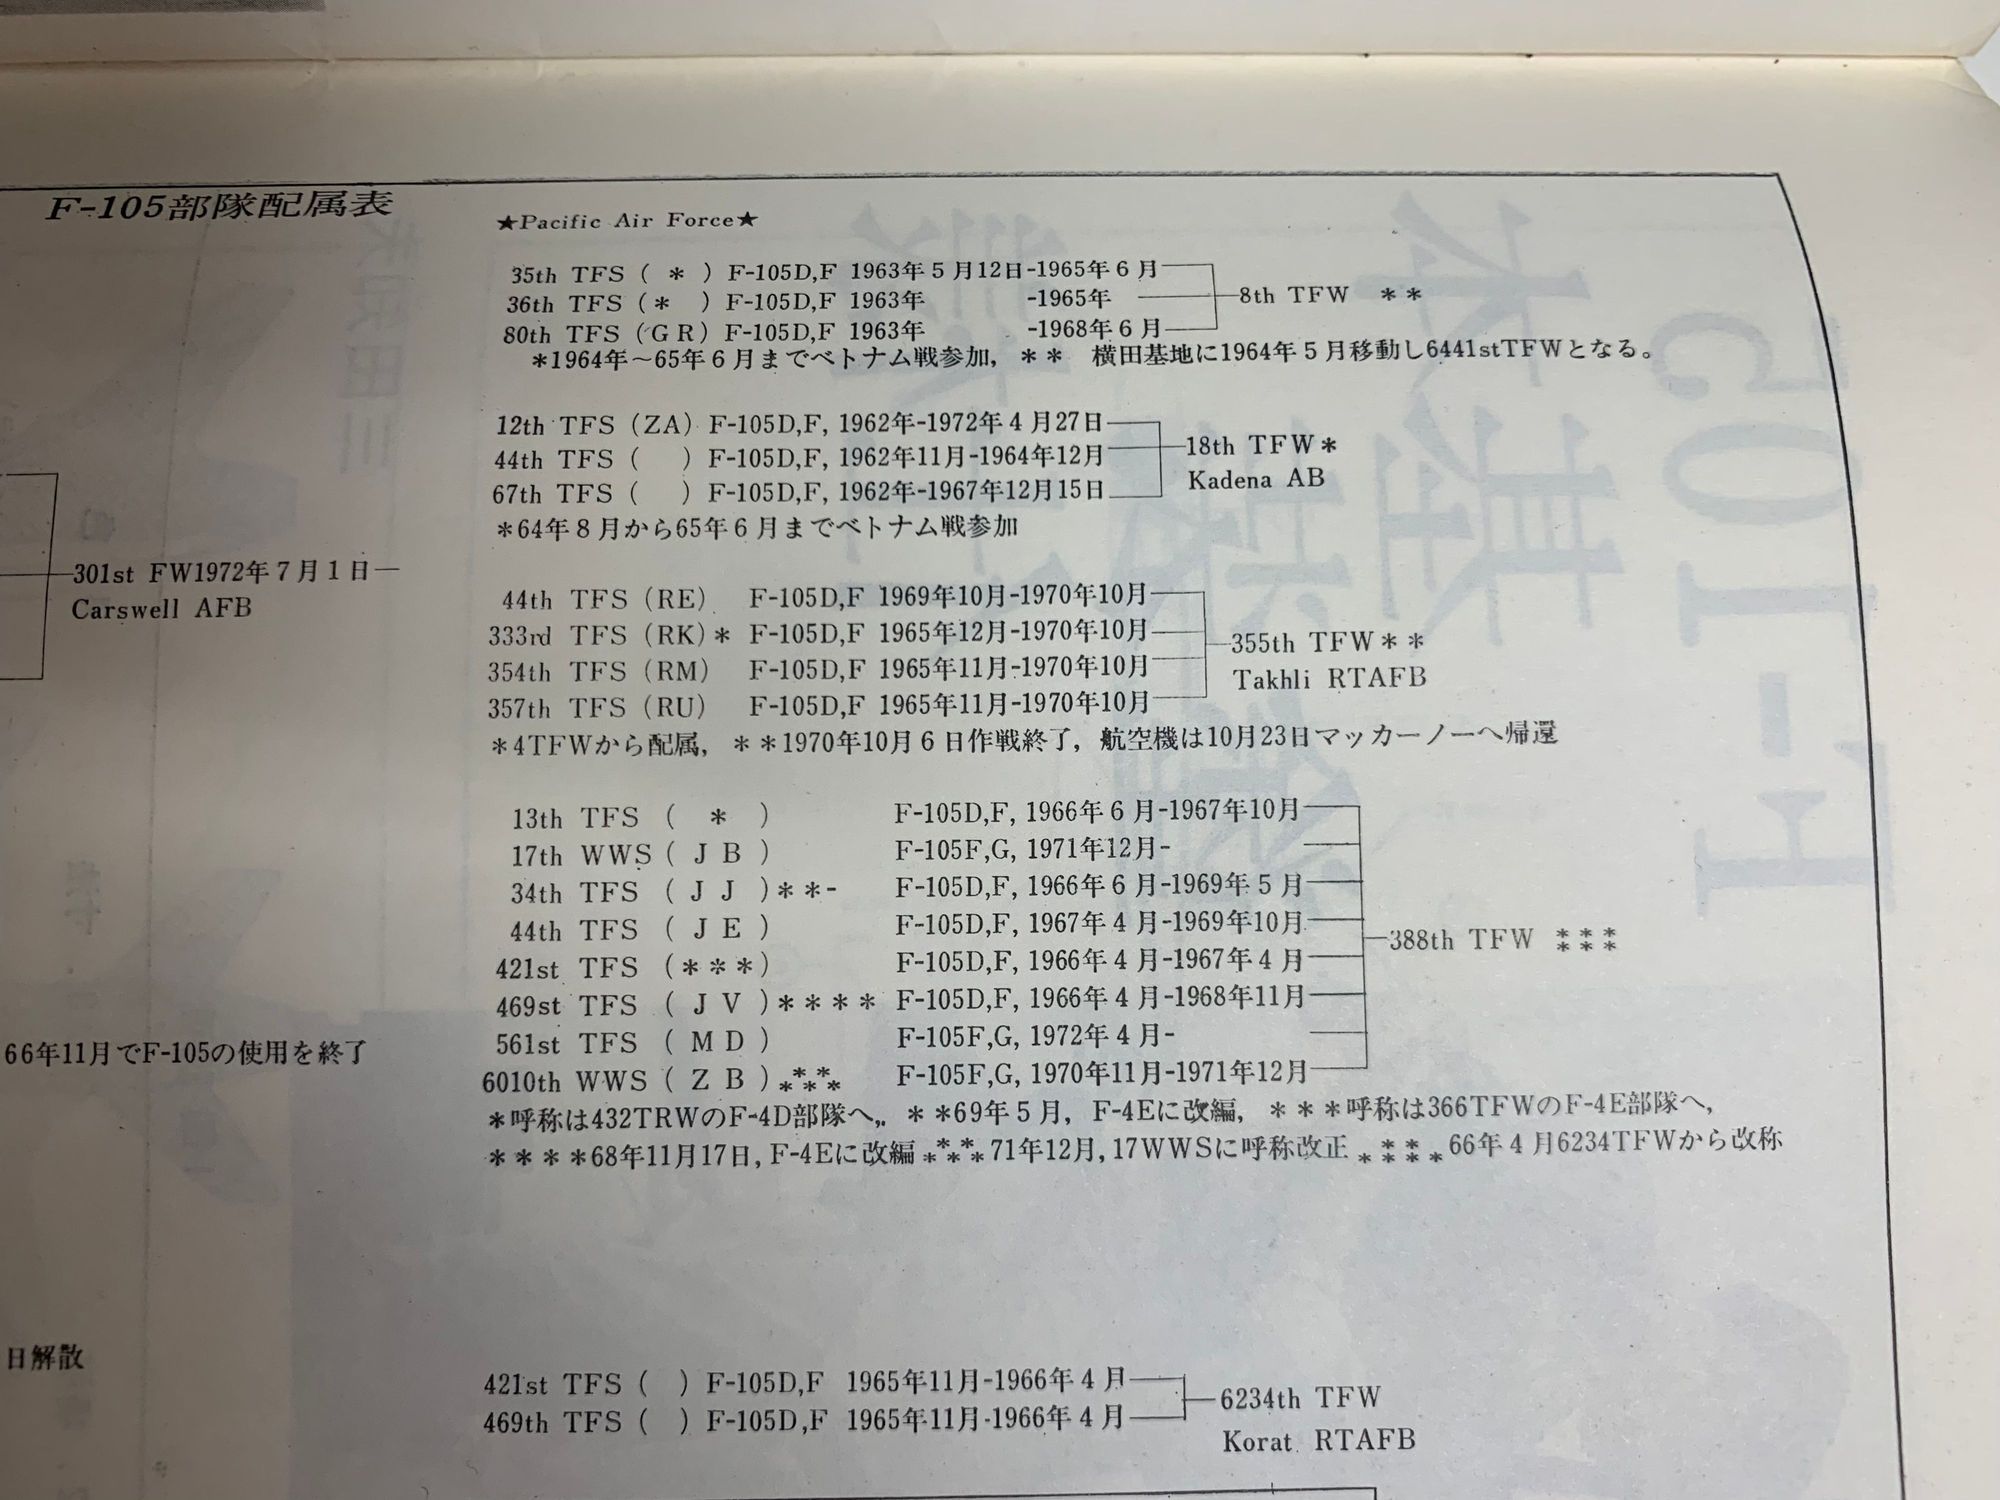 F-105部隊配属表
★Pacific Air Force★
35th TFS ( * ) F-105D,F 1963年5月12日-1965年6月
36th TFS ( * ) F-105D,F 1963年 -1965年
80th TFS (GR) F-105D,F 1963年 -1968年6月
8th TFW **
*1964年～65年6月までベトナム戦参加, ** 横田基地に1964年5月移動し6441stTFWとなる。
12th TFS (ZA) F-105D,F, 1962年-1972年4月27日
44th TFS ( ) F-105D,F, 1962年11月-1964年12月
67th TFS ( ) F-105D,F, 1962年-1967年12月15日
18th TFW*
Kadena AB
*64年8月から65年6月までベトナム戦参加
301st FW1972年7月1日―
Carswell AFB
44th TFS (RE) F-105D,F 1969年10月-1970年10月
333rd TFS (RK)* F-105D,F 1965年12月-1970年10月
354th TFS (RM) F-105D,F 1965年11月-1970年10月
357th TFS (RU) F-105D,F 1965年11月-1970年10月
355th TFW**
Takhli RTAFB
*4TFWから配属, **1970年10月6日作戦終了, 航空機は10月23日マッカーノーへ帰還
13th TFS ( * ) F-105D,F, 1966年6月-1967年10月
17th WWS ( JB ) F-105F,G, 1971年12月-
34th TFS ( JJ )**- F-105D,F, 1966年6月-1969年5月
44th TFS ( JE ) F-105D,F, 1967年4月-1969年10月
421st TFS (***) F-105D,F, 1966年4月-1967年4月
469st TFS ( JV )**** F-105D,F, 1966年4月-1968年11月
561st TFS ( MD ) F-105F,G, 1972年4月-
6010th WWS ( ZB )***** F-105F,G, 1970年11月-1971年12月
388th TFW ******
66年11月でF-105の使用を終了
*呼称は432TRWのF-4D部隊へ,. **69年5月, F-4Eに改編, ***呼称は366TFWのF-4E部隊へ,
****68年11月17日, F-4Eに改編*****71年12月, 17WWSに呼称改正******66年4月6234TFWから改称
日解散
421st TFS ( ) F-105D,F 1965年11月-1966年4月
469th TFS ( ) F-105D,F 1965年11月-1966年4月
6234th TFW
Korat RTAFB